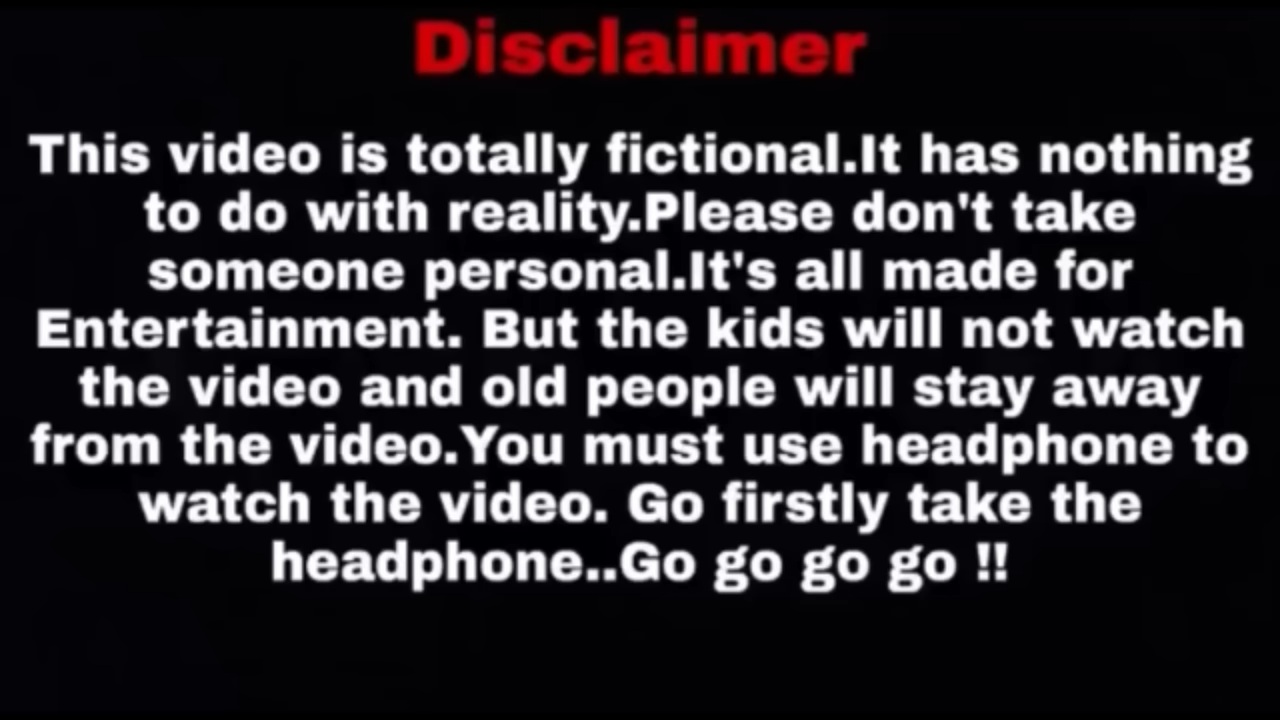 Disclaimer
This video is totally fictional.It has nothing
to do with reality.Please don't take
someone personal.It's all made for
Entertainment. But the kids will not watch
the video and old people will stay away
from the video.You must use headphone to
watch the video. Go firstly take the
headphone..Go go go go !!